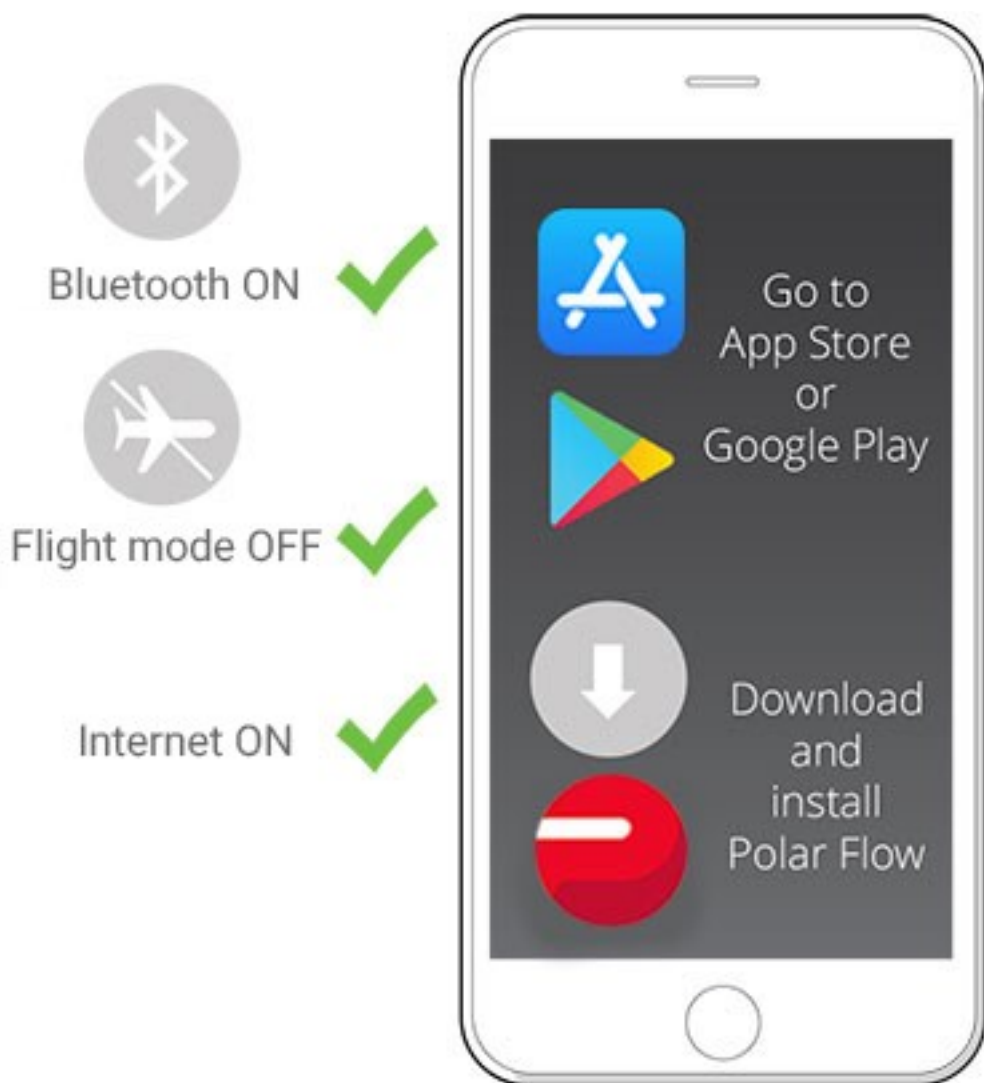 Bluetooth ON
Flight mode OFF
Internet ON
Go to
App Store
or
Google Play
Download
and
install
Polar Flow